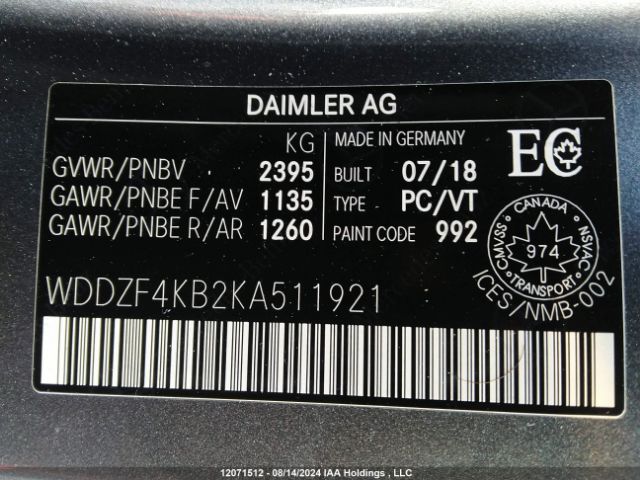 DAIMLER AG
KG
GVWR/PNBV 2395
GAWR/PNBE F/AV 1135
GAWR/PNBE R/AR 1260
MADE IN GERMANY
BUILT 07/18
TYPE PC/VT
PAINT CODE 992
EC
CANADA
CMVSS 974 NSVAC
TRANSPORT
ICES/NMB-002
WDDZF4KB2KA511921
12071512 - 08/14/2024 IAA Holdings , LLC